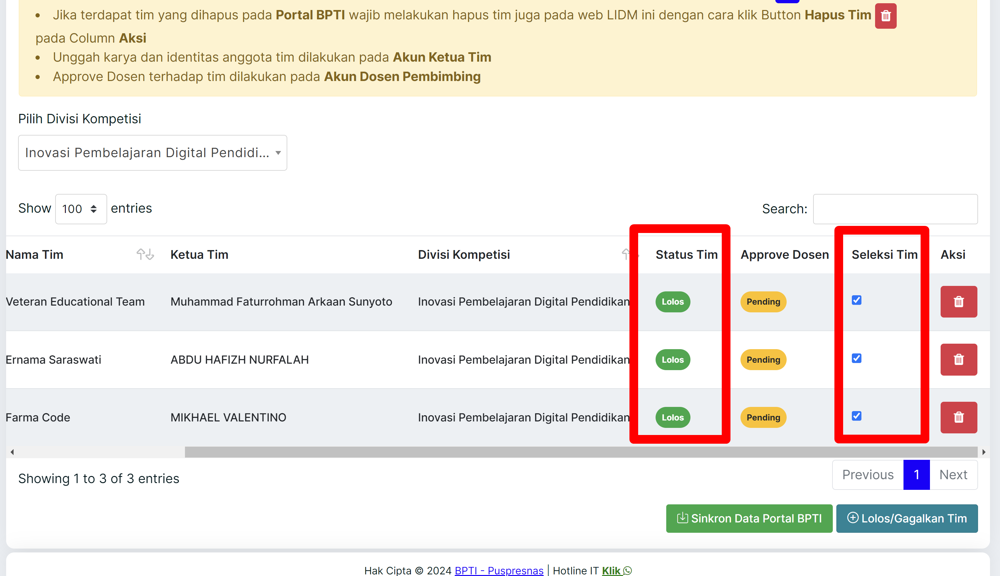 Jika terdapat tim yang dihapus pada Portal BPTI wajib melakukan hapus tim juga pada web LIDM ini dengan cara klik Button Hapus Tim
pada Column Aksi
Unggah karya dan identitas anggota tim dilakukan pada Akun Ketua Tim
Approve Dosen terhadap tim dilakukan pada Akun Dosen Pembimbing
Pilih Divisi Kompetisi
Inovasi Pembelajaran Digital Pendidi...
Show 100 entries Search:
Nama Tim Ketua Tim Divisi Kompetisi Status Tim Approve Dosen Seleksi Tim Aksi
Veteran Educational Team Muhammad Faturrohman Arkaan Sunyoto Inovasi Pembelajaran Digital Pendidikan Lolos Pending
Ernama Saraswati ABDU HAFIZH NURFALAH Inovasi Pembelajaran Digital Pendidikan Lolos Pending
Farma Code MIKHAEL VALENTINO Inovasi Pembelajaran Digital Pendidikan Lolos Pending
Showing 1 to 3 of 3 entries Previous 1 Next
Sinkron Data Portal BPTI Lolos/Gagalkan Tim
Hak Cipta © 2024 BPTI - Puspresnas | Hotline IT Klik